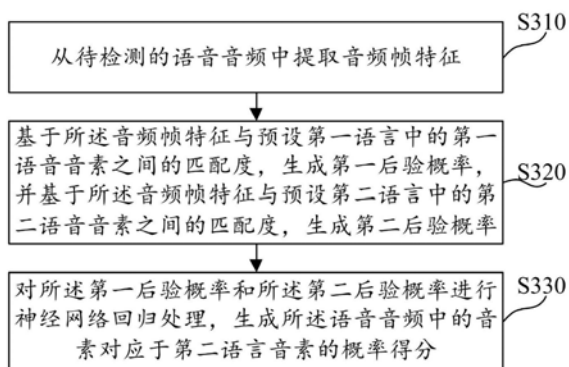 S310
从待检测的语音音频中提取音频帧特征
基于所述音频帧特征与预设第一语言中的第一
语音音素之间的匹配度，生成第一后验概率，
并基于所述音频帧特征与预设第二语言中的第
二语音音素之间的匹配度，生成第二后验概率
S320
对所述第一后验概率和所述第二后验概率进行
神经网络回归处理，生成所述语音音频中的音
素对应于第二语言音素的概率得分
S330